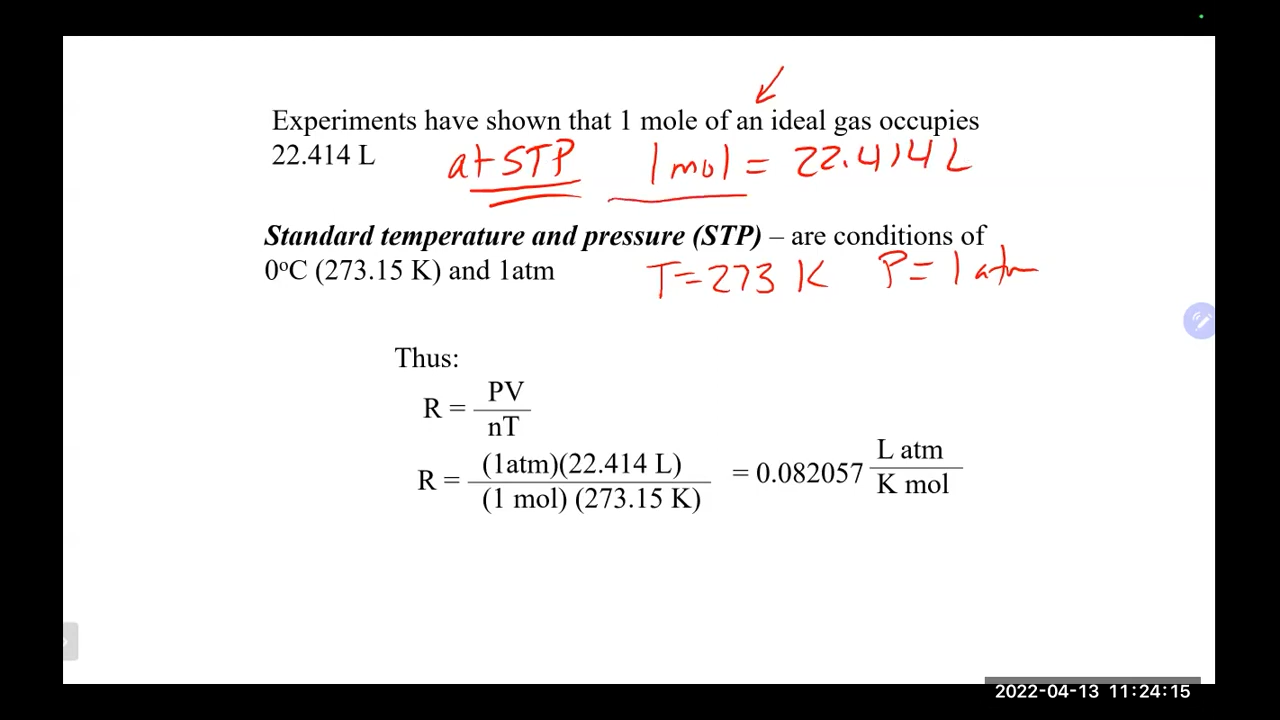 Experiments have shown that 1 mole of an ideal gas occupies
22.414 L at STP 1 mol = 22.414 L
Standard temperature and pressure (STP) – are conditions of
0°C (273.15 K) and 1atm T=273 K P=1 atm
Thus:
R = PV
nT
R = (1atm)(22.414 L)
(1 mol) (273.15 K)
= 0.082057 L atm
K mol
2022-04-13 11:24:15